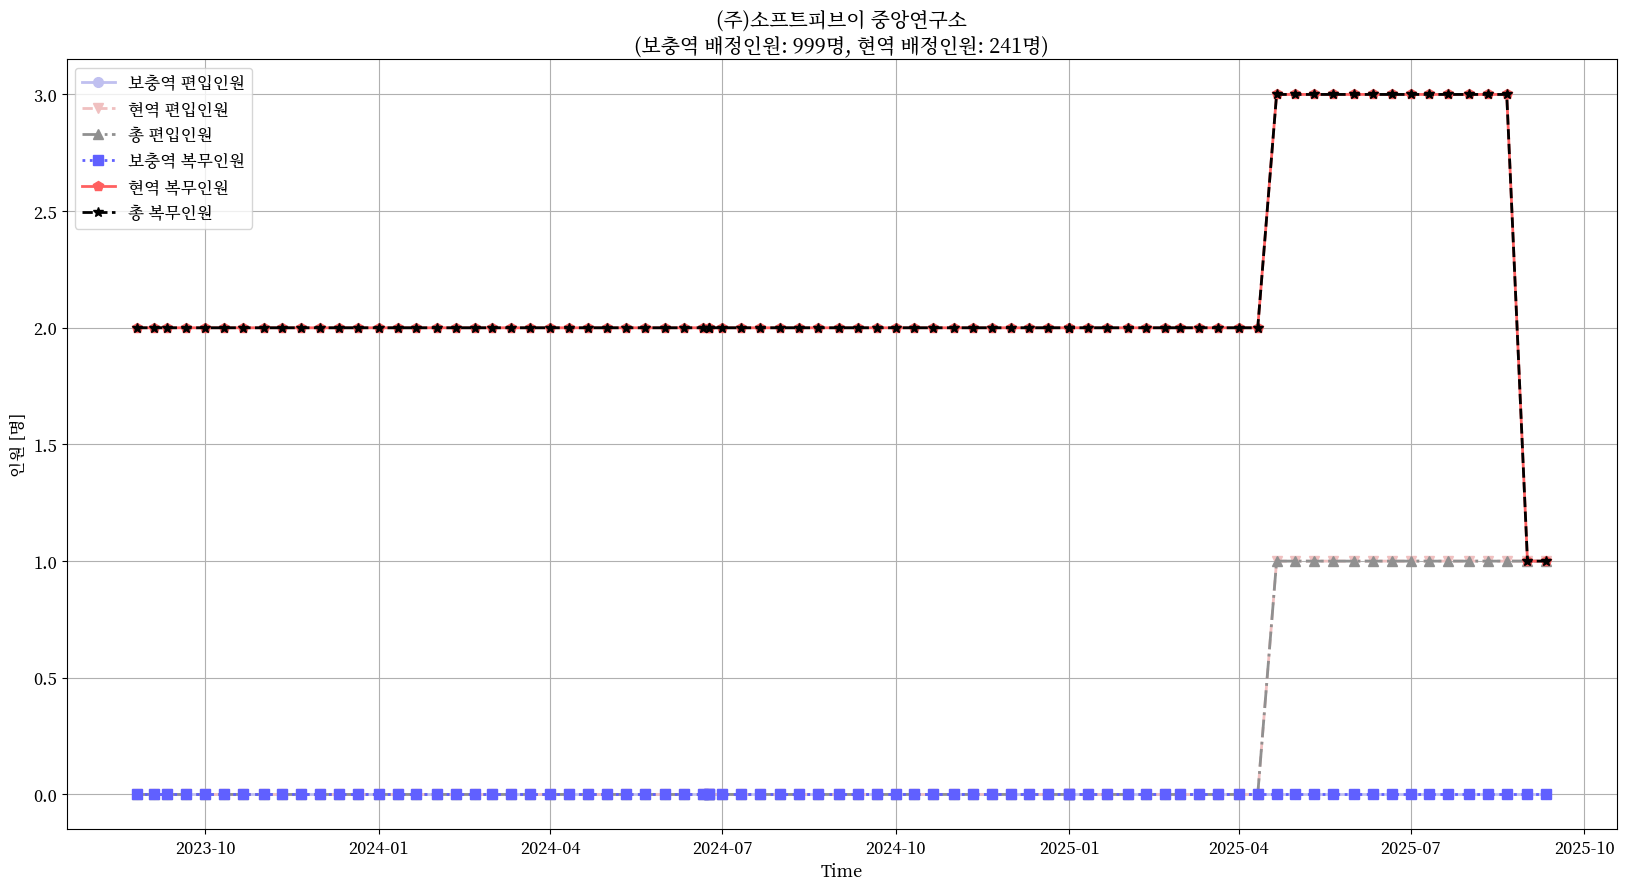 (주)소프트피브이 중앙연구소
(보충역 배정인원: 999명, 현역 배정인원: 241명)
보충역 편입인원
현역 편입인원
총 편입인원
보충역 복무인원
현역 복무인원
총 복무인원
3.0
2.5
2.0
1.5
1.0
0.5
0.0
인원 [명]
2023-10
2024-01
2024-04
2024-07
2024-10
2025-01
2025-04
2025-07
2025-10
Time